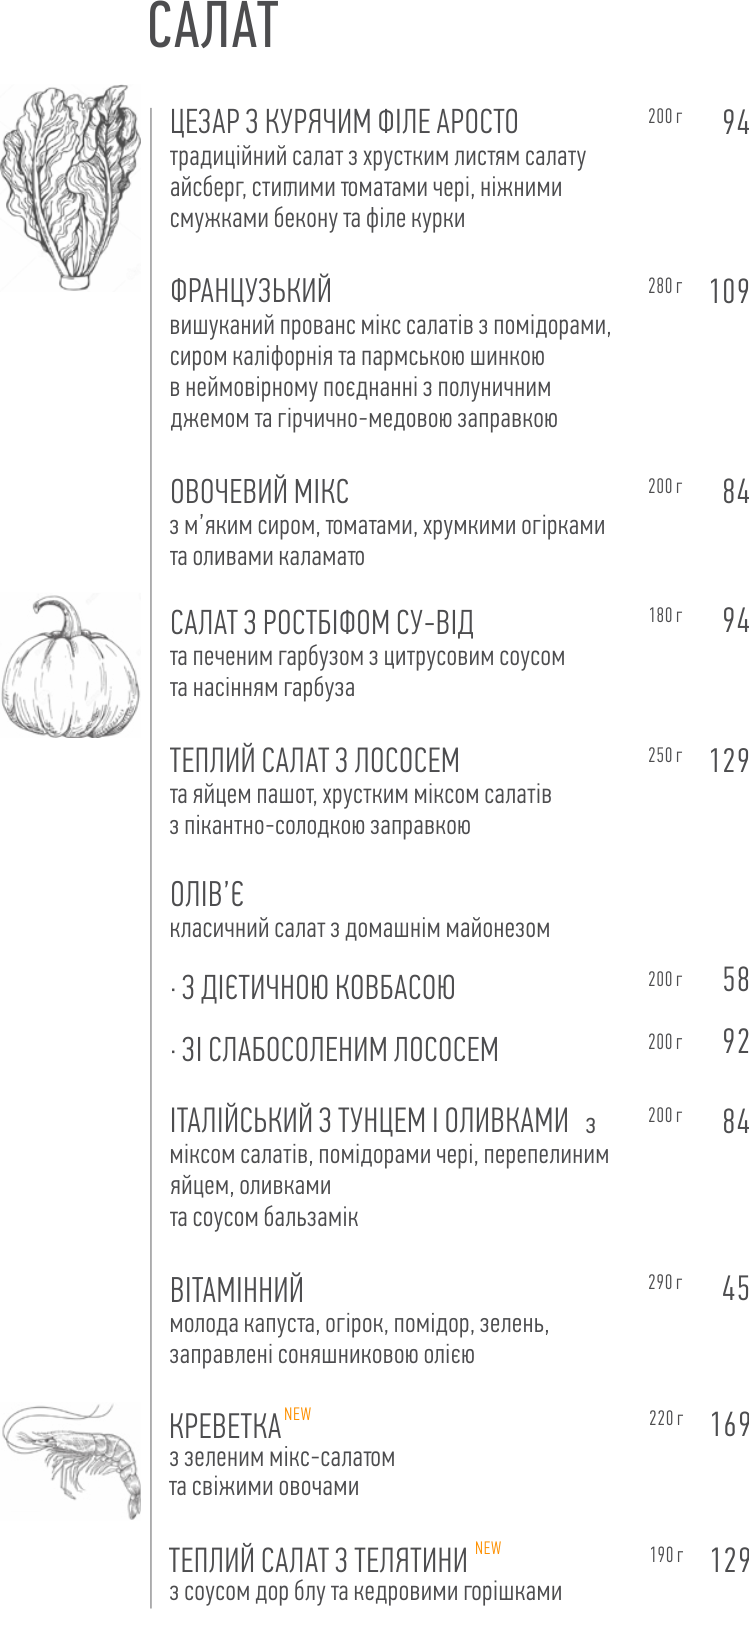 САЛАТ
ЦЕЗАР З КУРЯЧИМ ФІЛЕ АРОСТО 200 г 94
традиційний салат з хрустким листям салату
айсберг, стиглими томатами чері, ніжними
смужками бекону та філе курки
ФРАНЦУЗЬКИЙ 280 г 109
вишуканий прованс мікс салатів з помідорами,
сиром каліфорнія та пармською шинкою
в неймовірному поєднанні з полуничним
джемом та гірчично-медовою заправкою
ОВОЧЕВИЙ МІКС 200 г 84
з м’яким сиром, томатами, хрумкими огірками
та оливами каламато
САЛАТ З РОСТБІФОМ СУ-ВІД 180 г 94
та печеним гарбузом з цитрусовим соусом
та насінням гарбуза
ТЕПЛИЙ САЛАТ З ЛОСОСЕМ 250 г 129
та яйцем пашот, хрустким міксом салатів
з пікантно-солодкою заправкою
ОЛІВ’Є
класичний салат з домашнім майонезом
· З ДІЄТИЧНОЮ КОВБАСОЮ 200 г 58
· ЗІ СЛАБОСОЛЕНИМ ЛОСОСЕМ 200 г 92
ІТАЛІЙСЬКИЙ З ТУНЦЕМ І ОЛИВКАМИ з 200 г 84
міксом салатів, помідорами чері, перепелиним
яйцем, оливками
та соусом бальзамік
ВІТАМІННИЙ 290 г 45
молода капуста, огірок, помідор, зелень,
заправлені соняшниковою олією
КРЕВЕТКА NEW 220 г 169
з зеленим мікс-салатом
та свіжими овочами
ТЕПЛИЙ САЛАТ З ТЕЛЯТИНИ NEW 190 г 129
з соусом дор блу та кедровими горішками